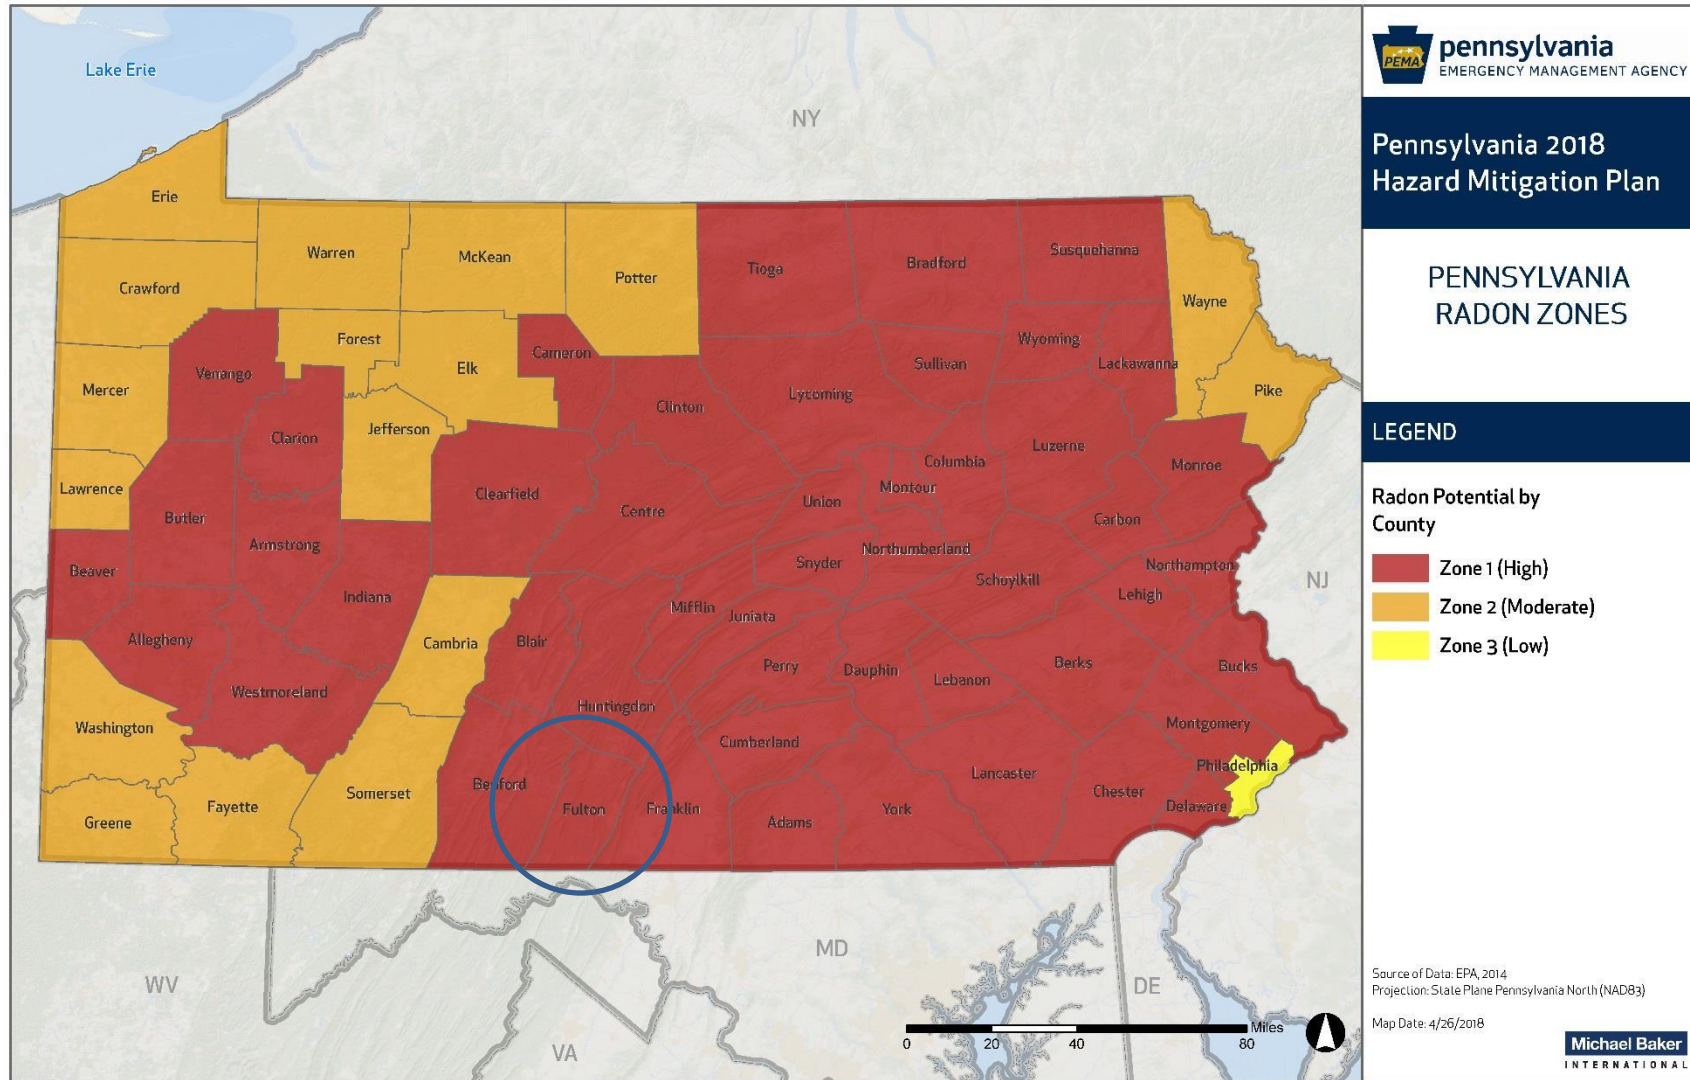 Lake Erie
NY
Erie
Warren
McKean
Potter
Tioga
Bradford
Susquehanna
Wayne
Crawford
Forest
Elk
Cameron
Venango
Mercer
Clarion
Jefferson
Clinton
Lycoming
Sullivan
Wyoming
Lackawanna
Pike
Lawrence
Butler
Clearfield
Centre
Union
Montour
Columbia
Luzerne
Monroe
Carbon
Beaver
Armstrong
Indiana
Snyder
Northumberland
Schuylkill
Northampton
Lehigh
NJ
Allegheny
Cambria
Blair
Mifflin
Juniata
Perry
Dauphin
Lebanon
Berks
Bucks
Westmoreland
Huntingdon
Washington
Cumberland
Montgomery
Philadelphia
Greene
Fayette
Somerset
Bedford
Fulton
Franklin
Adams
York
Lancaster
Chester
Delaware
WV
MD
DE
VA
0
20
40
80
Miles
PEMA
pennsylvania
EMERGENCY MANAGEMENT AGENCY
Pennsylvania 2018
Hazard Mitigation Plan
PENNSYLVANIA
RADON ZONES
LEGEND
Radon Potential by
County
Zone 1 (High)
Zone 2 (Moderate)
Zone 3 (Low)
Source of Data: EPA, 2014
Projection: State Plane Pennsylvania North (NAD83)
Map Date: 4/26/2018
Michael Baker
INTERNATIONAL